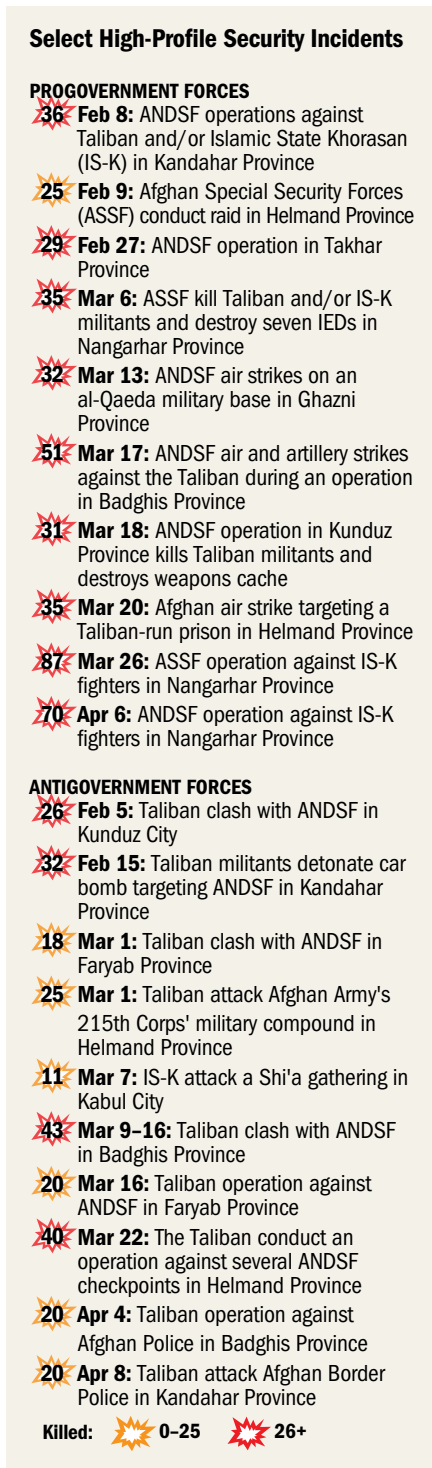 Select High-Profile Security Incidents
PROGOVERNMENT FORCES
36 Feb 8: ANDSF operations against
Taliban and/or Islamic State Khorasan
(IS-K) in Kandahar Province
25 Feb 9: Afghan Special Security Forces
(ASSF) conduct raid in Helmand Province
29 Feb 27: ANDSF operation in Takhar
Province
35 Mar 6: ASSF kill Taliban and/or IS-K
militants and destroy seven IEDs in
Nangarhar Province
32 Mar 13: ANDSF air strikes on an
al-Qaeda military base in Ghazni
Province
51 Mar 17: ANDSF air and artillery strikes
against the Taliban during an operation
in Badghis Province
31 Mar 18: ANDSF operation in Kunduz
Province kills Taliban militants and
destroys weapons cache
35 Mar 20: Afghan air strike targeting a
Taliban-run prison in Helmand Province
87 Mar 26: ASSF operation against IS-K
fighters in Nangarhar Province
70 Apr 6: ANDSF operation against IS-K
fighters in Nangarhar Province
ANTIGOVERNMENT FORCES
26 Feb 5: Taliban clash with ANDSF in
Kunduz City
32 Feb 15: Taliban militants detonate car
bomb targeting ANDSF in Kandahar
Province
18 Mar 1: Taliban clash with ANDSF in
Faryab Province
25 Mar 1: Taliban attack Afghan Army's
215th Corps' military compound in
Helmand Province
11 Mar 7: IS-K attack a Shi'a gathering in
Kabul City
43 Mar 9–16: Taliban clash with ANDSF
in Badghis Province
20 Mar 16: Taliban operation against
ANDSF in Faryab Province
40 Mar 22: The Taliban conduct an
operation against several ANDSF
checkpoints in Helmand Province
20 Apr 4: Taliban operation against
Afghan Police in Badghis Province
20 Apr 8: Taliban attack Afghan Border
Police in Kandahar Province
Killed: 0–25 26+